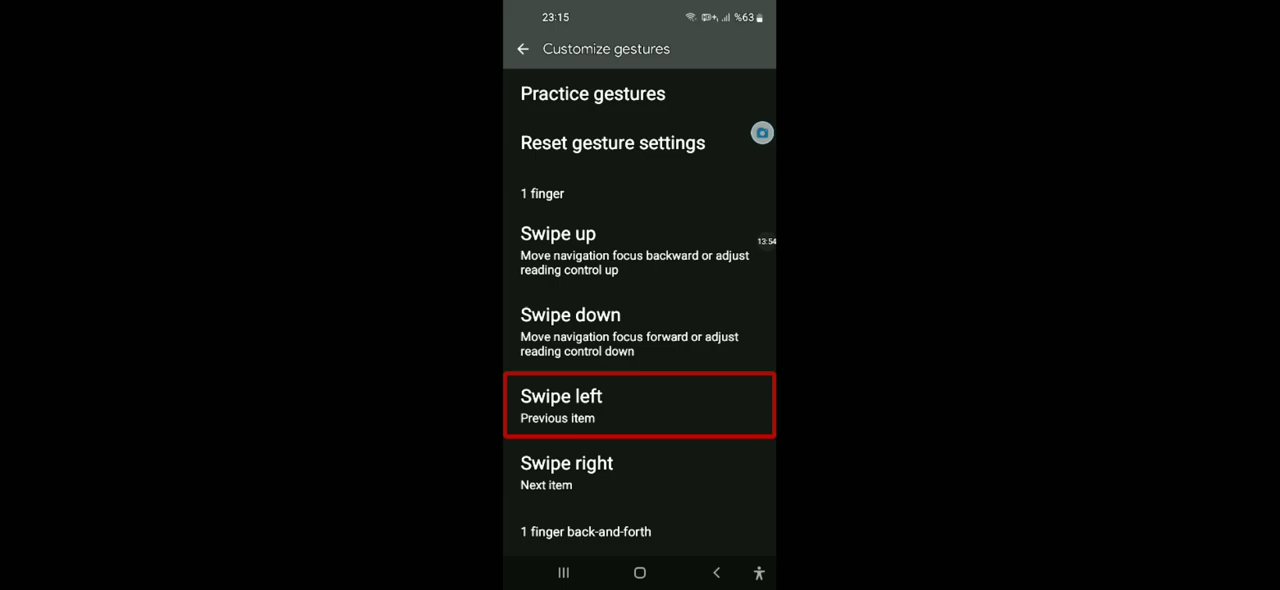 23:15
%63
Customize gestures
Practice gestures
Reset gesture settings
1 finger
Swipe up
13:54
Move navigation focus backward or adjust
reading control up
Swipe down
Move navigation focus forward or adjust
reading control down
Swipe left
Previous item
Swipe right
Next item
1 finger back-and-forth